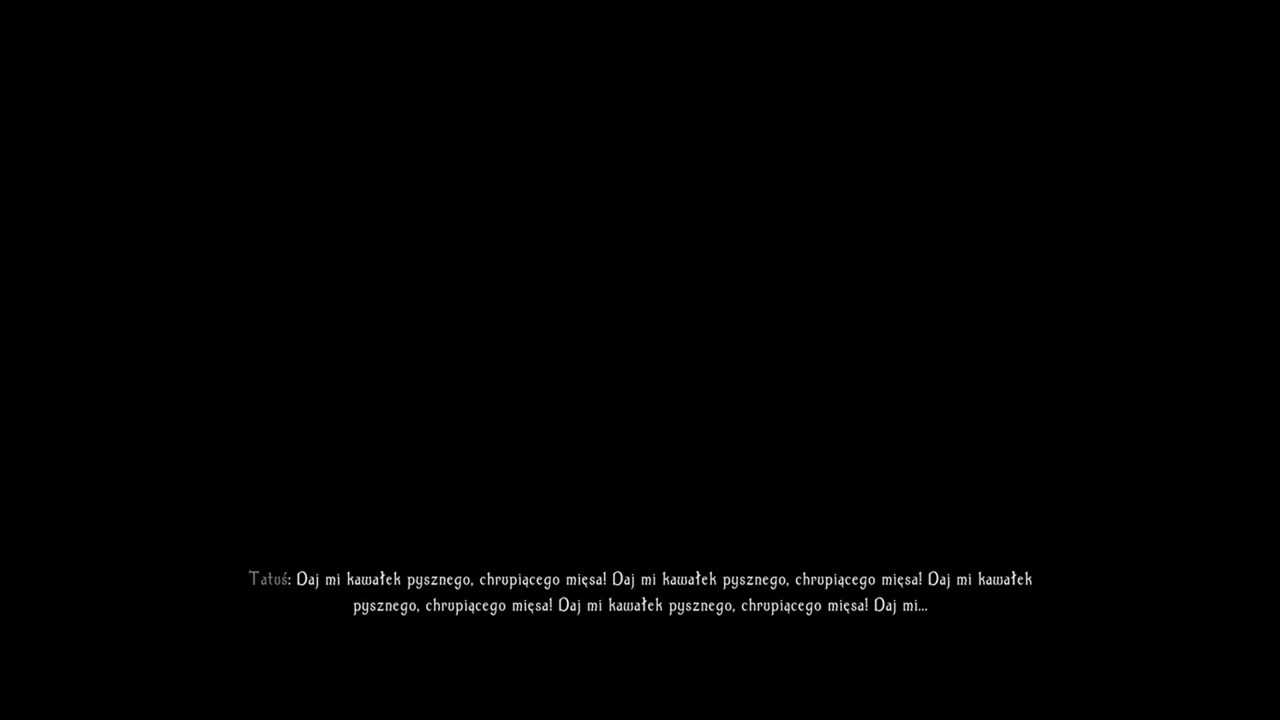 Tatuś: Daj mi kawałek pysznego, chrupiącego mięsa! Daj mi kawałek pysznego, chrupiącego mięsa! Daj mi kawałek
pysznego, chrupiącego mięsa! Daj mi kawałek pysznego, chrupiącego mięsa! Daj mi...